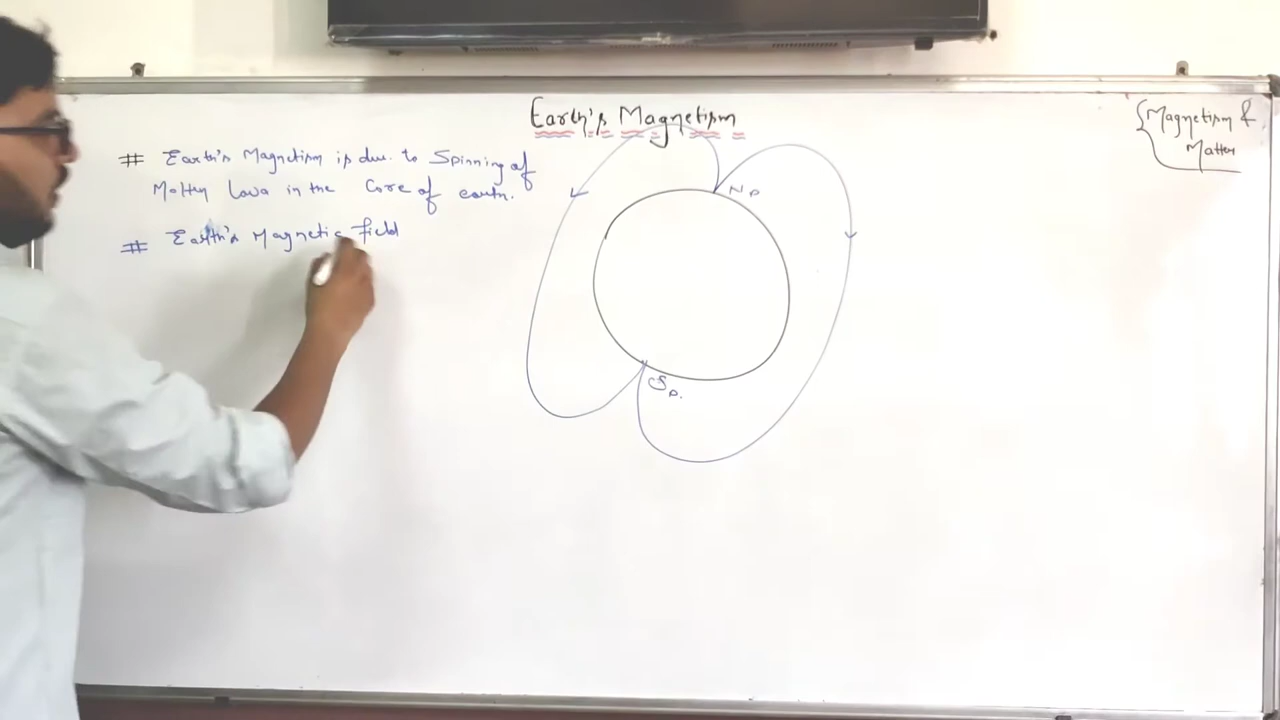 Earth's Magnetism
{Magnetism &
Matter
# Earth's Magnetism is due to Spinning of
Molten Lava in the Core of earth.
# Earth's Magnetic field
Np
Sp.